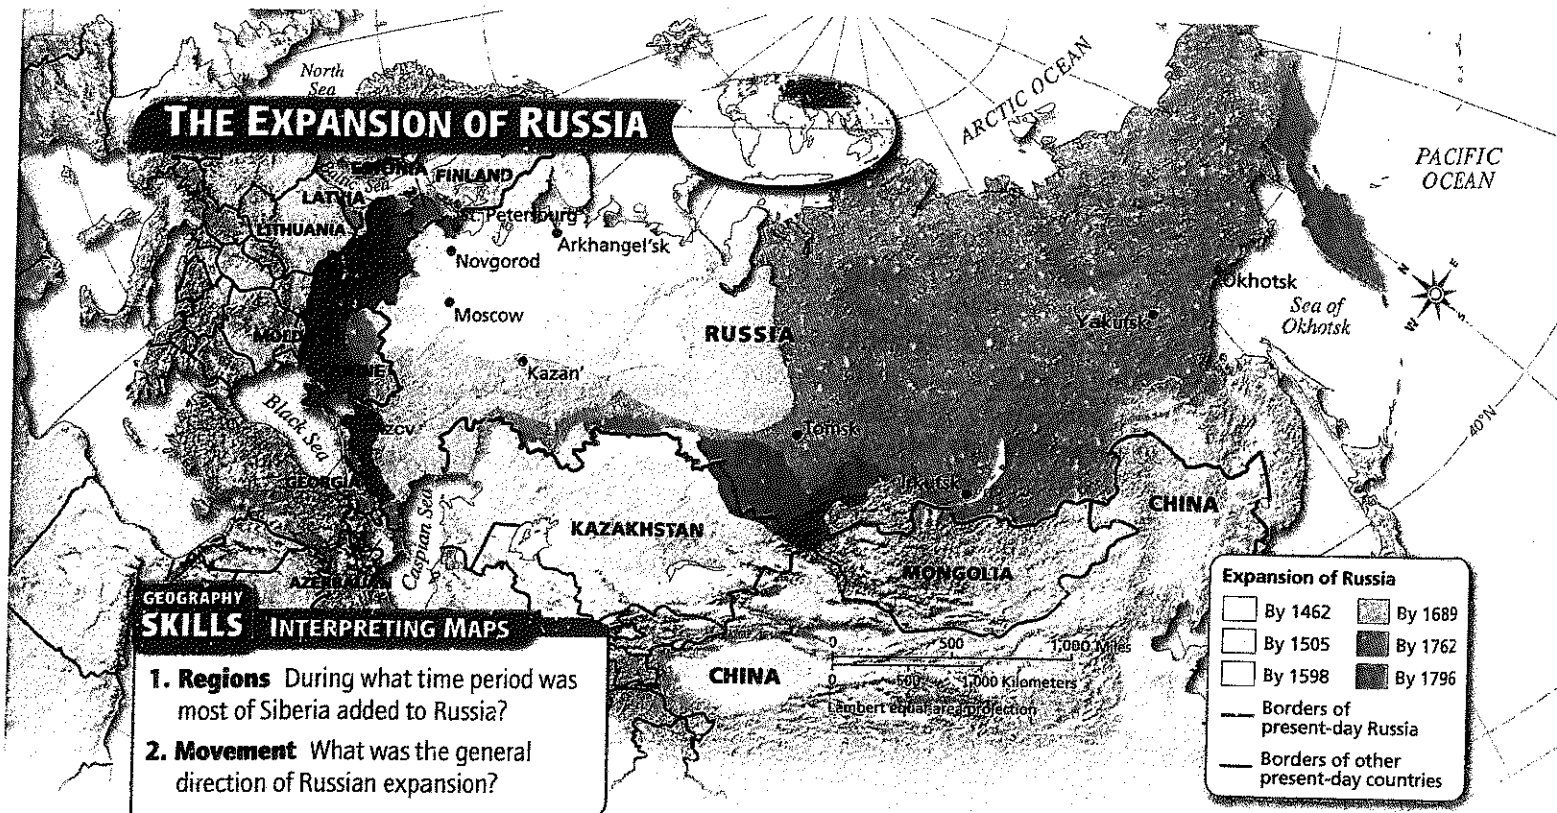 North
Sea
THE EXPANSION OF RUSSIA
ARCTIC OCEAN
PACIFIC
OCEAN
ESTONIA
FINLAND
Sea
LATVIA
LITHUANIA
St. Petersburg
Arkhangel'sk
Novgorod
Moscow
RUSSIA
Kazan'
Okhotsk
Sea of
Okhotsk
Yakutsk
N
E
S
W
Black Sea
Azov
Tomsk
40°N
GEORGIA
Irkutsk
CHINA
KAZAKHSTAN
Caspian Sea
MONGOLIA
AZERBAIJAN
CHINA
0 500 1,000 Miles
0 500 1,000 Kilometers
Lambert equal-area projection
GEOGRAPHY
SKILLS INTERPRETING MAPS
1. Regions During what time period was
most of Siberia added to Russia?
2. Movement What was the general
direction of Russian expansion?
Expansion of Russia
By 1462 By 1689
By 1505 By 1762
By 1598 By 1796
Borders of
present-day Russia
Borders of other
present-day countries